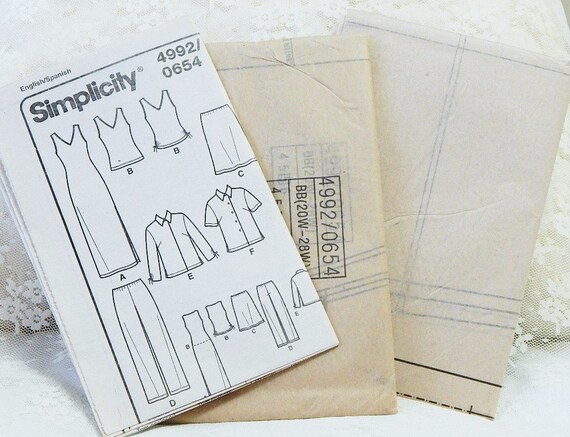 English/Spanish
Simplicity®
4992/
0654
B
B
C
A
E
F
D
B
B
C
D
E
4992/0654
BB(20W-28W)